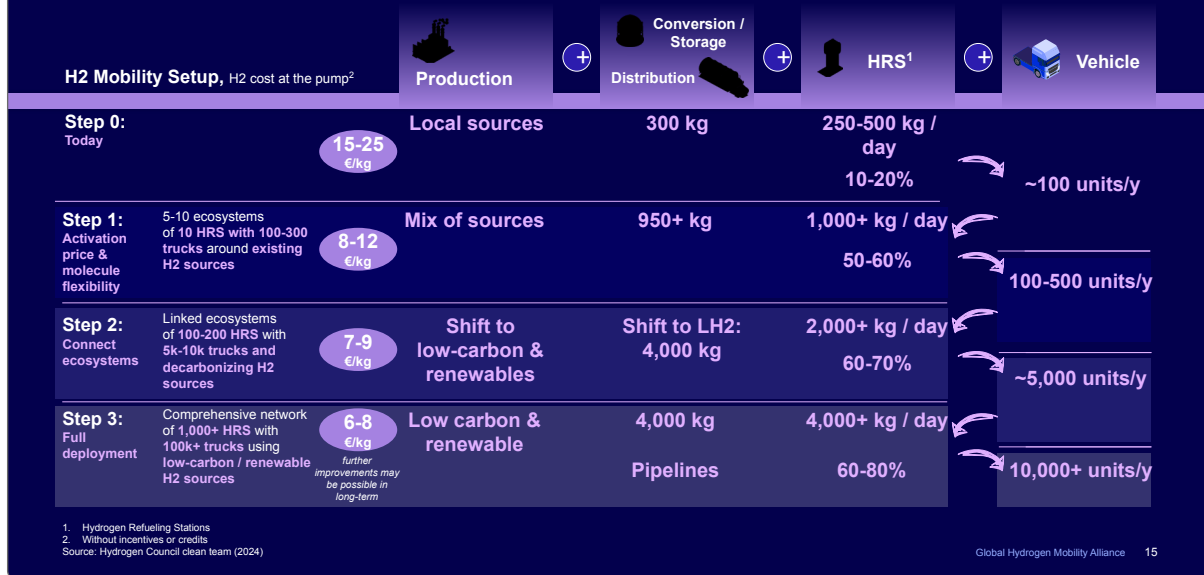 H2 Mobility Setup, H2 cost at the pump2
Production
Conversion /
Storage
Distribution
HRS1
Vehicle
Step 0:
Today
15-25
€/kg
Local sources
300 kg
250-500 kg /
day
10-20%
~100 units/y
Step 1:
Activation
price &
molecule
flexibility
5-10 ecosystems
of 10 HRS with 100-300
trucks around existing
H2 sources
8-12
€/kg
Mix of sources
950+ kg
1,000+ kg / day
50-60%
100-500 units/y
Step 2:
Connect
ecosystems
Linked ecosystems
of 100-200 HRS with
5k-10k trucks and
decarbonizing H2
sources
7-9
€/kg
Shift to
low-carbon &
renewables
Shift to LH2:
4,000 kg
2,000+ kg / day
60-70%
~5,000 units/y
Step 3:
Full
deployment
Comprehensive network
of 1,000+ HRS with
100k+ trucks using
low-carbon / renewable
H2 sources
6-8
€/kg
further
improvements may
be possible in
long-term
Low carbon &
renewable
4,000 kg
Pipelines
4,000+ kg / day
60-80%
10,000+ units/y
1. Hydrogen Refueling Stations
2. Without incentives or credits
Source: Hydrogen Council clean team (2024)
Global Hydrogen Mobility Alliance 15